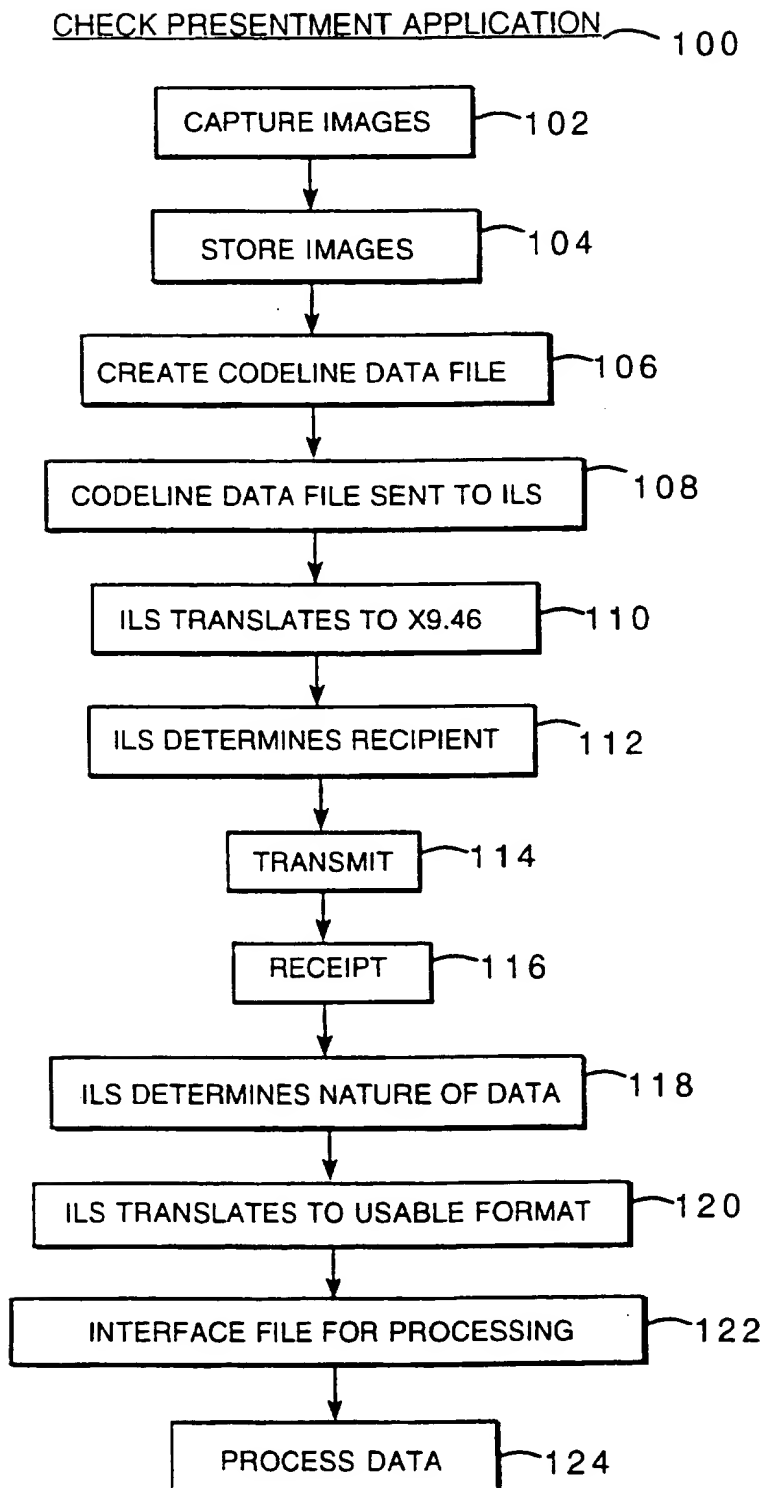 CHECK PRESENTMENT APPLICATION 100
CAPTURE IMAGES 102
STORE IMAGES 104
CREATE CODELINE DATA FILE 106
CODELINE DATA FILE SENT TO ILS 108
ILS TRANSLATES TO X9.46 110
ILS DETERMINES RECIPIENT 112
TRANSMIT 114
RECEIPT 116
ILS DETERMINES NATURE OF DATA 118
ILS TRANSLATES TO USABLE FORMAT 120
INTERFACE FILE FOR PROCESSING 122
PROCESS DATA 124